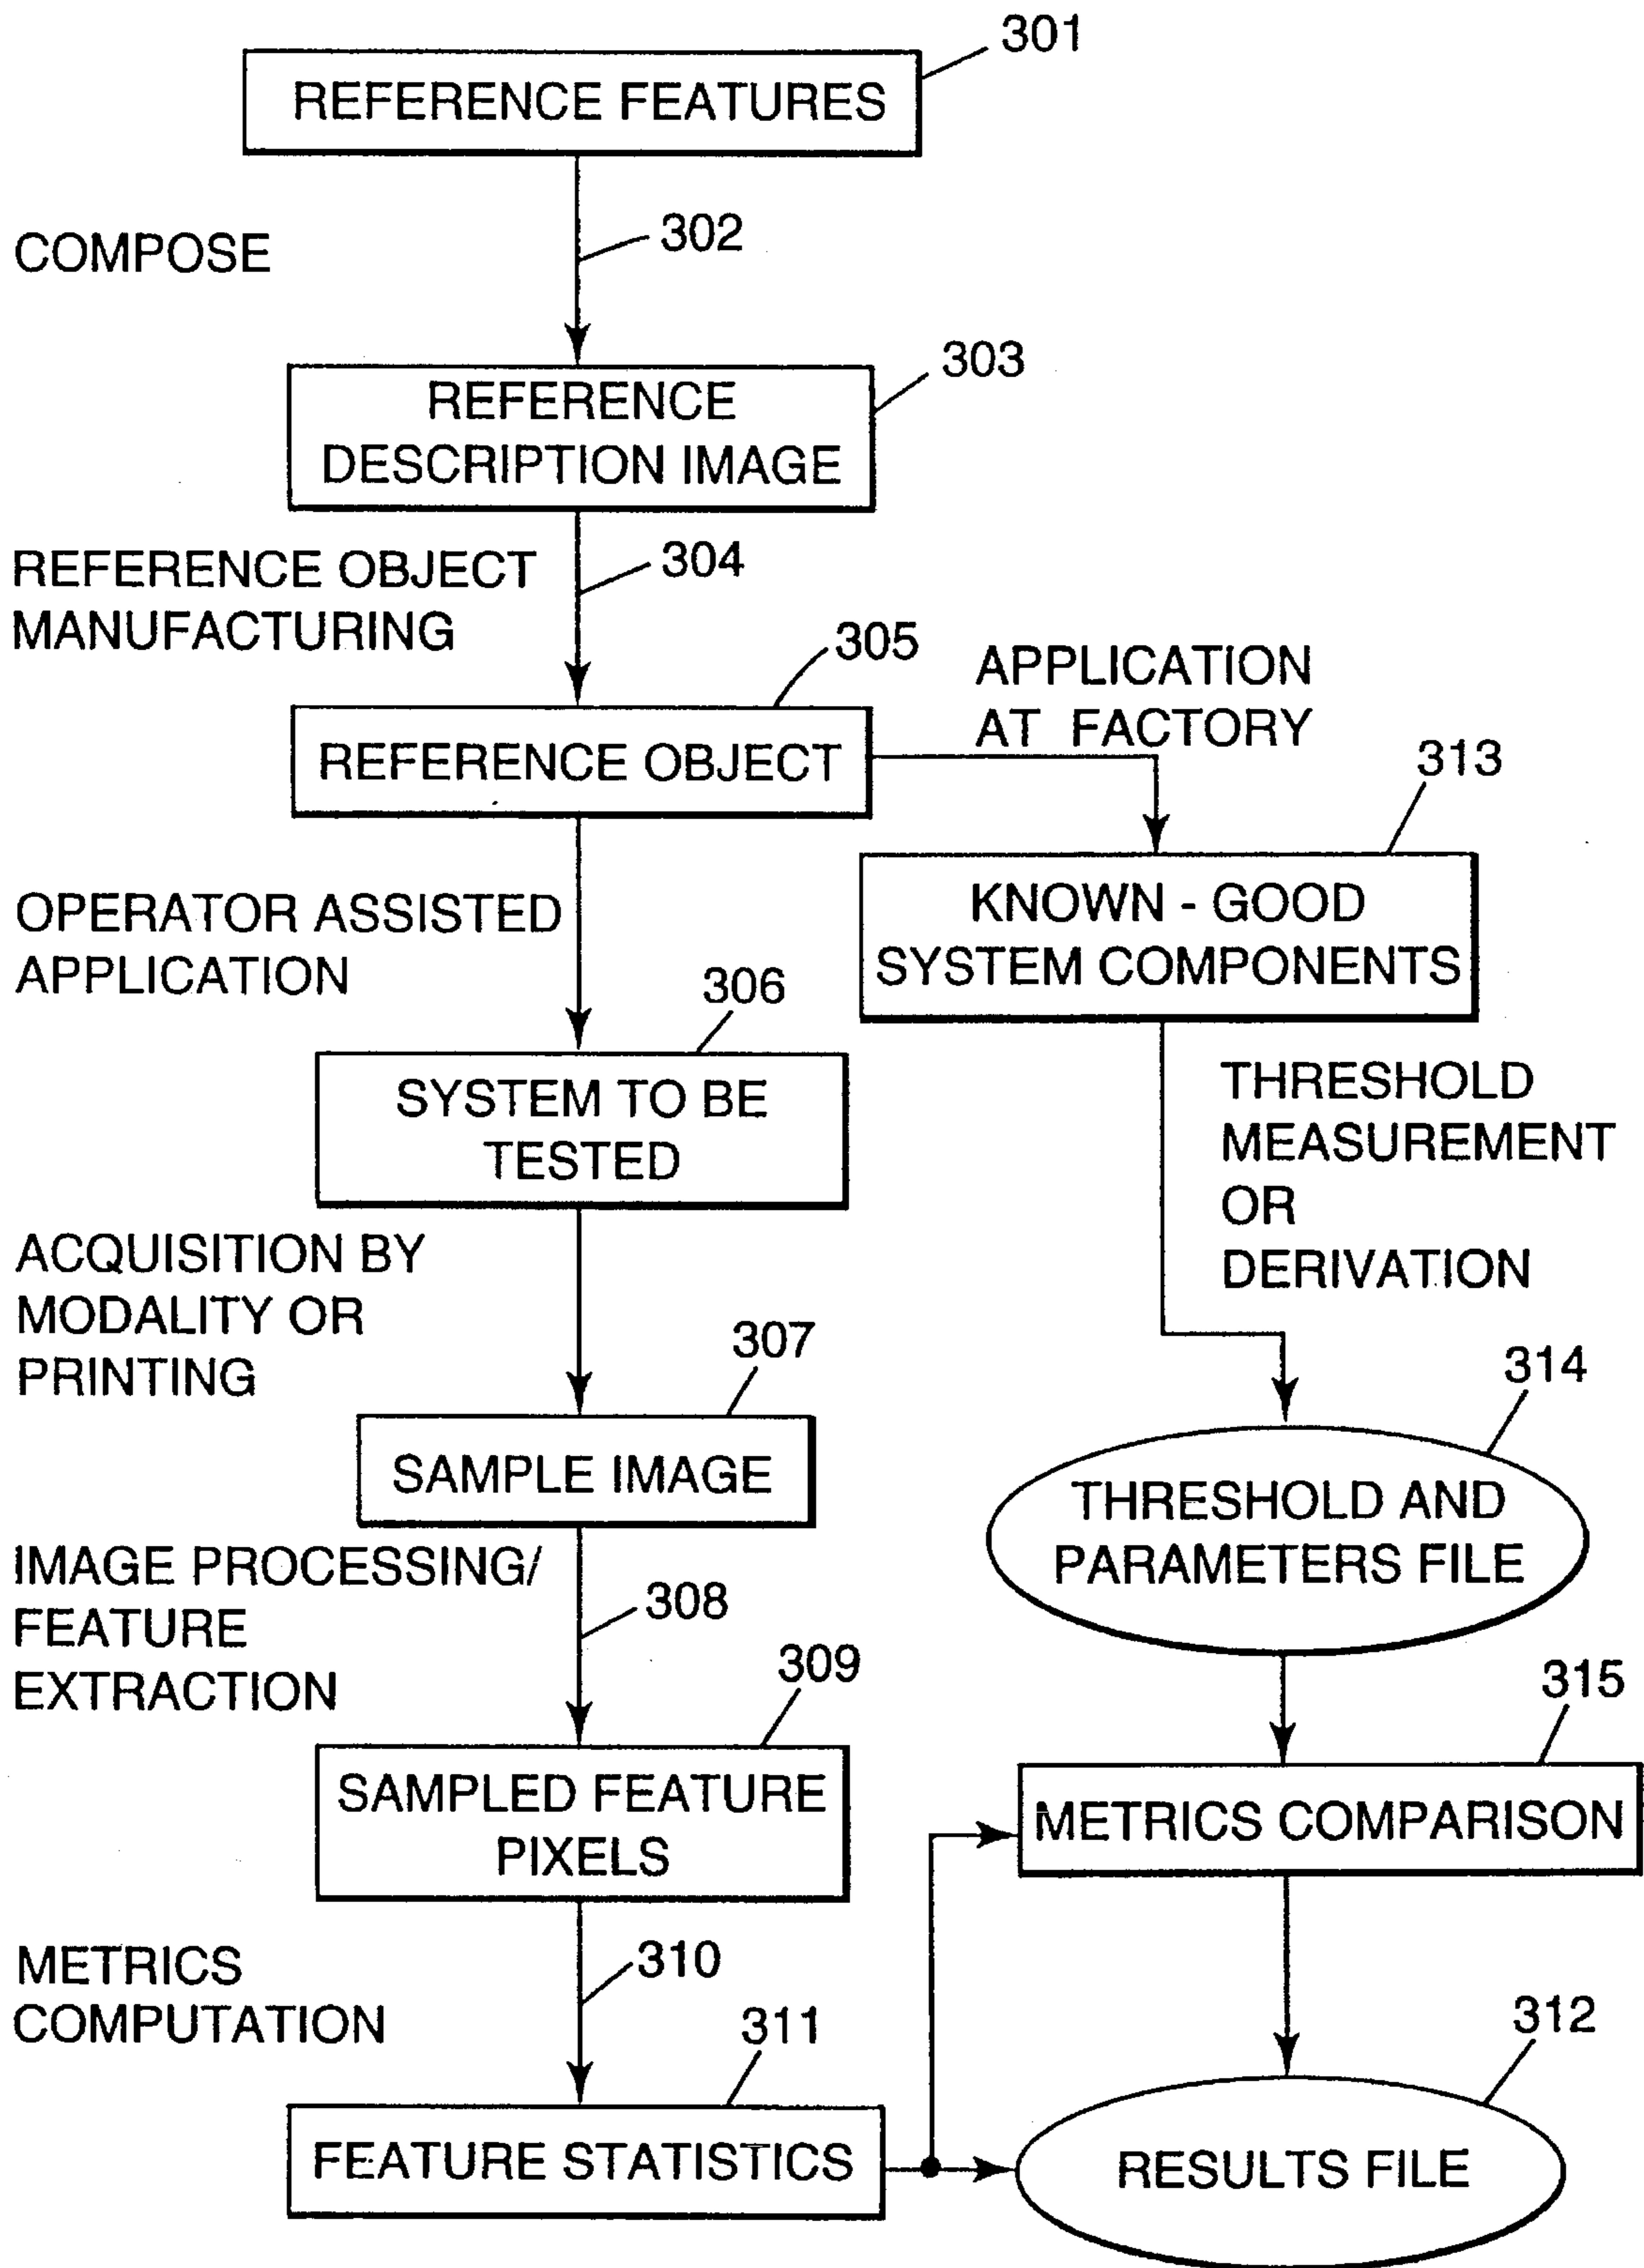 301
REFERENCE FEATURES
COMPOSE
302
303
REFERENCE
DESCRIPTION IMAGE
REFERENCE OBJECT
MANUFACTURING
304
305
APPLICATION
AT FACTORY
REFERENCE OBJECT
313
KNOWN - GOOD
SYSTEM COMPONENTS
OPERATOR ASSISTED
APPLICATION
306
SYSTEM TO BE
TESTED
THRESHOLD
MEASUREMENT
OR
DERIVATION
ACQUISITION BY
MODALITY OR
PRINTING
307
314
SAMPLE IMAGE
THRESHOLD AND
PARAMETERS FILE
IMAGE PROCESSING/
FEATURE
EXTRACTION
308
309
315
SAMPLED FEATURE
PIXELS
METRICS COMPARISON
METRICS
COMPUTATION
310
311
312
FEATURE STATISTICS
RESULTS FILE